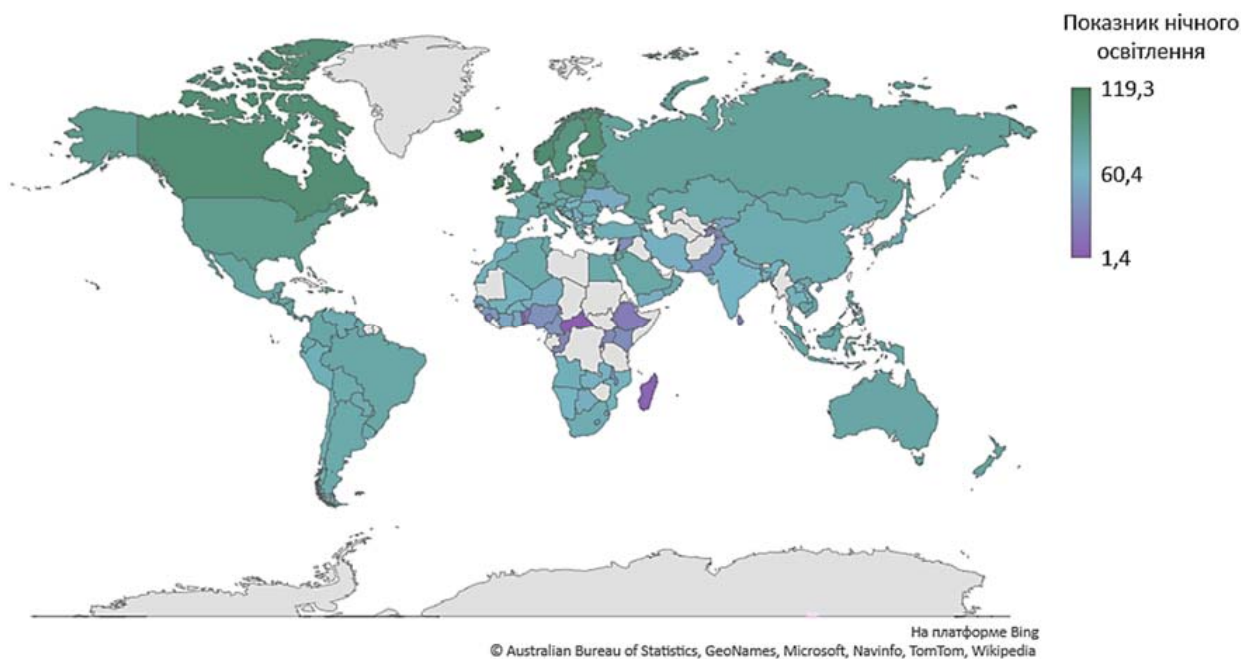 Показник нічного
освітлення
119,3
60,4
1,4
На платформе Bing
© Australian Bureau of Statistics, GeoNames, Microsoft, Navinfo, TomTom, Wikipedia